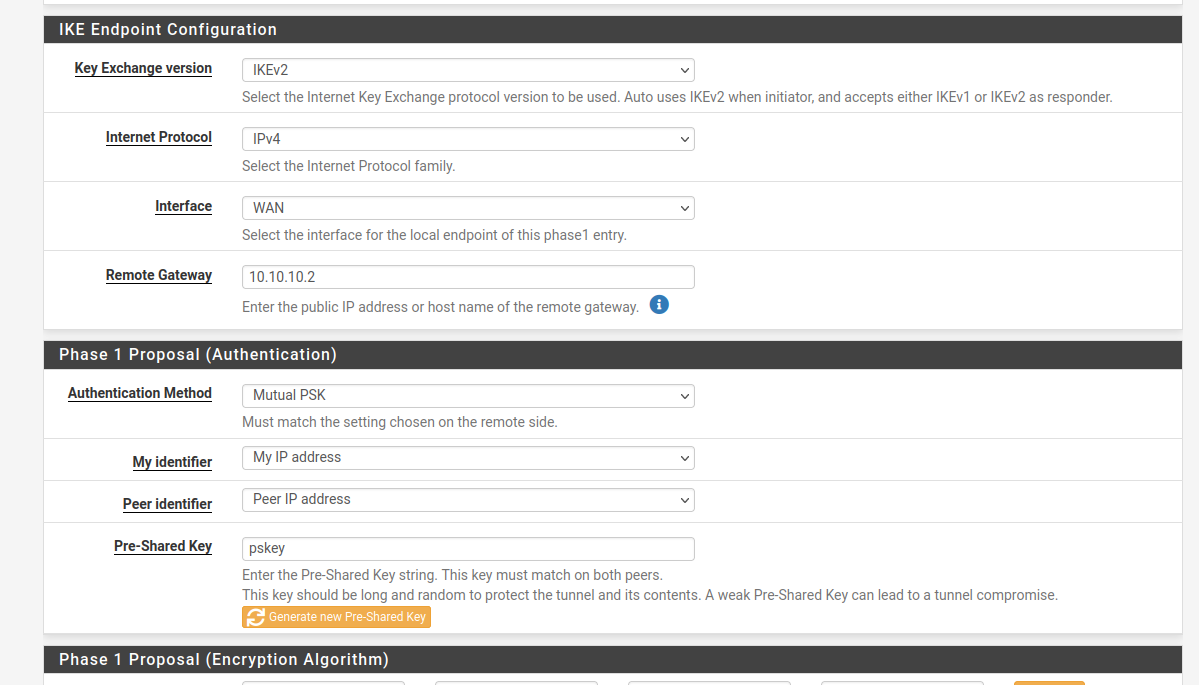 IKE Endpoint Configuration
Key Exchange version
IKEv2
Select the Internet Key Exchange protocol version to be used. Auto uses IKEv2 when initiator, and accepts either IKEv1 or IKEv2 as responder.
Internet Protocol
IPv4
Select the Internet Protocol family.
Interface
WAN
Select the interface for the local endpoint of this phase1 entry.
Remote Gateway
10.10.10.2
Enter the public IP address or host name of the remote gateway.
Phase 1 Proposal (Authentication)
Authentication Method
Mutual PSK
Must match the setting chosen on the remote side.
My identifier
My IP address
Peer identifier
Peer IP address
Pre-Shared Key
pskey
Enter the Pre-Shared Key string. This key must match on both peers.
This key should be long and random to protect the tunnel and its contents. A weak Pre-Shared Key can lead to a tunnel compromise.
Generate new Pre-Shared Key
Phase 1 Proposal (Encryption Algorithm)